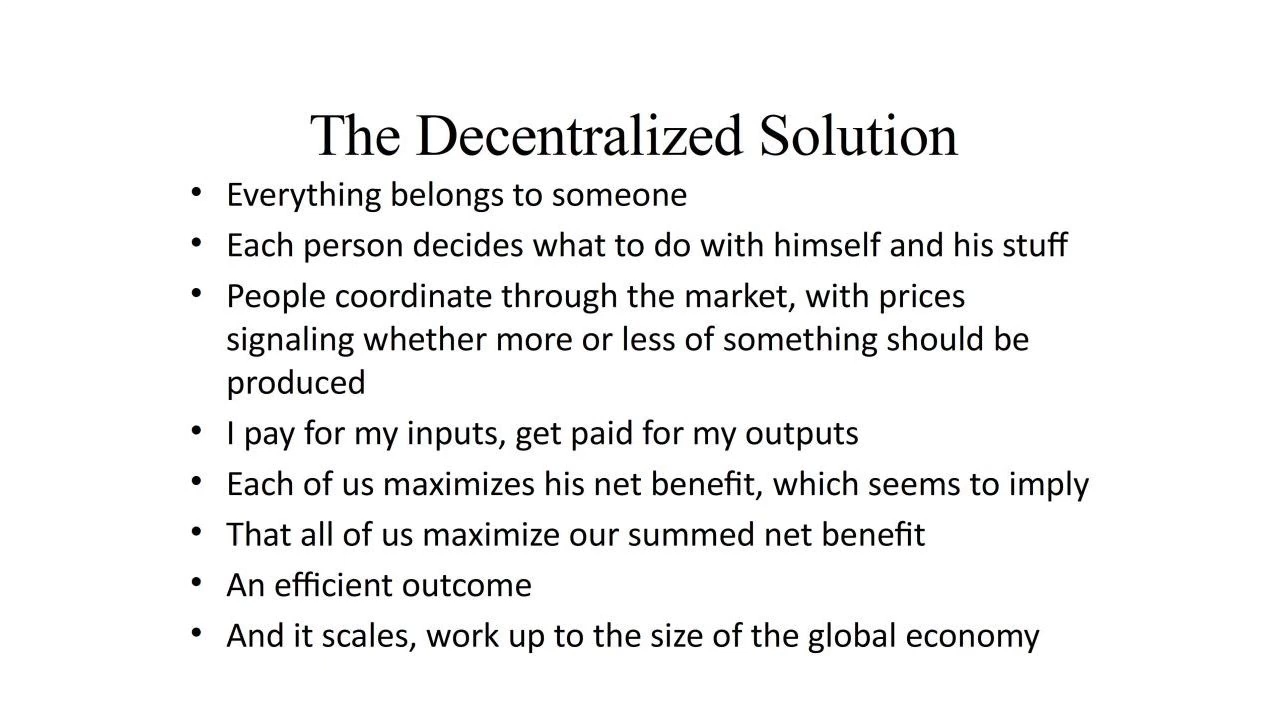 The Decentralized Solution
• Everything belongs to someone
• Each person decides what to do with himself and his stuff
• People coordinate through the market, with prices
signaling whether more or less of something should be
produced
• I pay for my inputs, get paid for my outputs
• Each of us maximizes his net benefit, which seems to imply
• That all of us maximize our summed net benefit
• An efficient outcome
• And it scales, work up to the size of the global economy